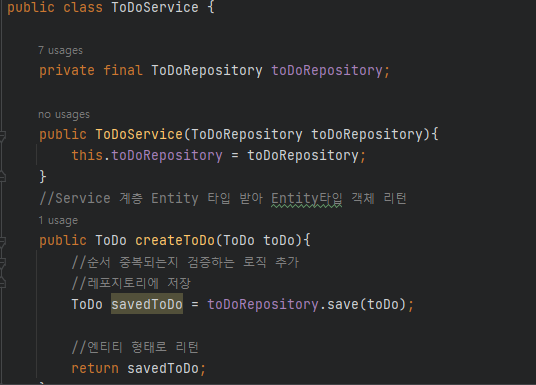 public class ToDoService {
7 usages
private final ToDoRepository toDoRepository;
no usages
public ToDoService(ToDoRepository toDoRepository){
this.toDoRepository = toDoRepository;
}
//Service 계층 Entity 타입 받아 Entity타입 객체 리턴
1 usage
public ToDo createToDo(ToDo toDo){
//순서 중복되는지 검증하는 로직 추가
//레포지토리에 저장
ToDo savedToDo = toDoRepository.save(toDo);
//엔티티 형태로 리턴
return savedToDo;
}